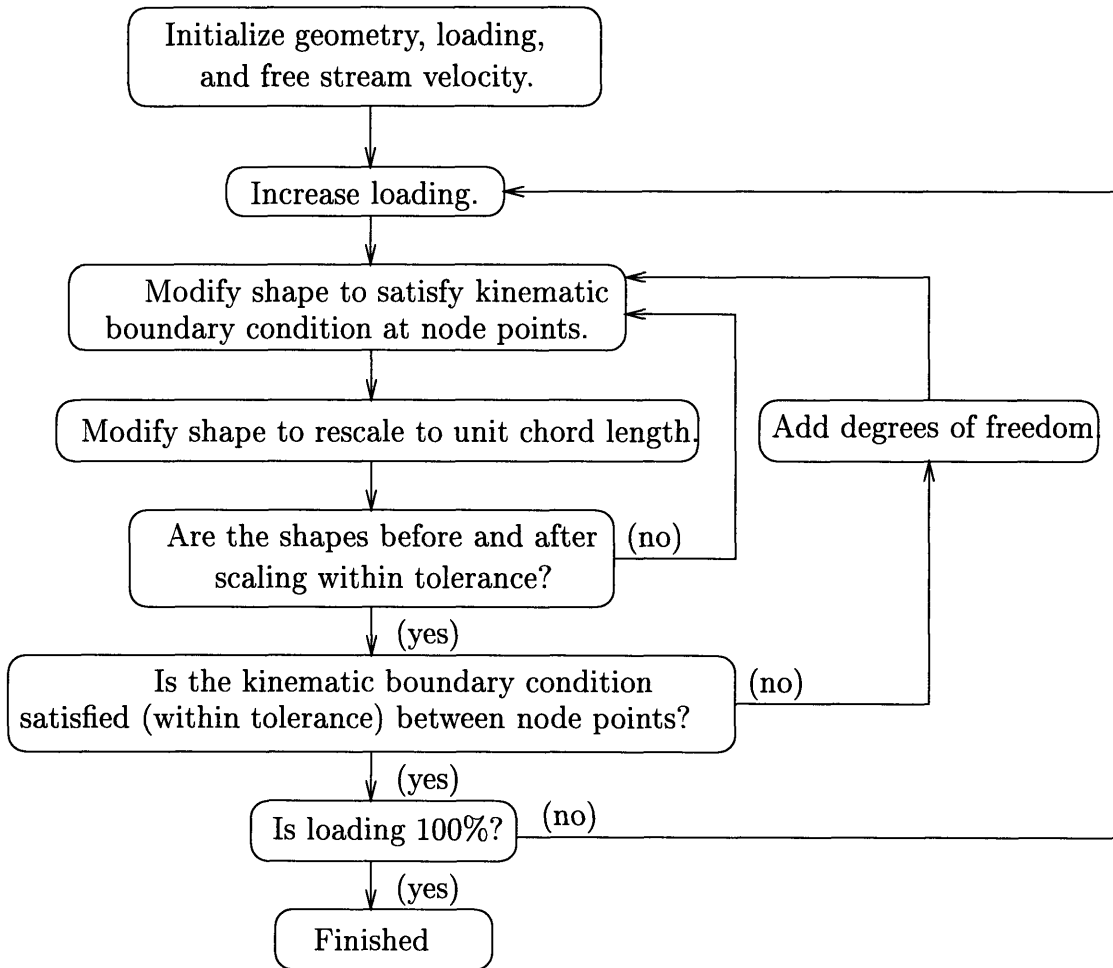 Initialize geometry, loading,
and free stream velocity.
Increase loading.
Modify shape to satisfy kinematic
boundary condition at node points.
Modify shape to rescale to unit chord length.
Add degrees of freedom
Are the shapes before and after
scaling within tolerance?
(no)
(yes)
Is the kinematic boundary condition
satisfied (within tolerance) between node points?
(no)
(yes)
Is loading 100%?
(no)
(yes)
Finished